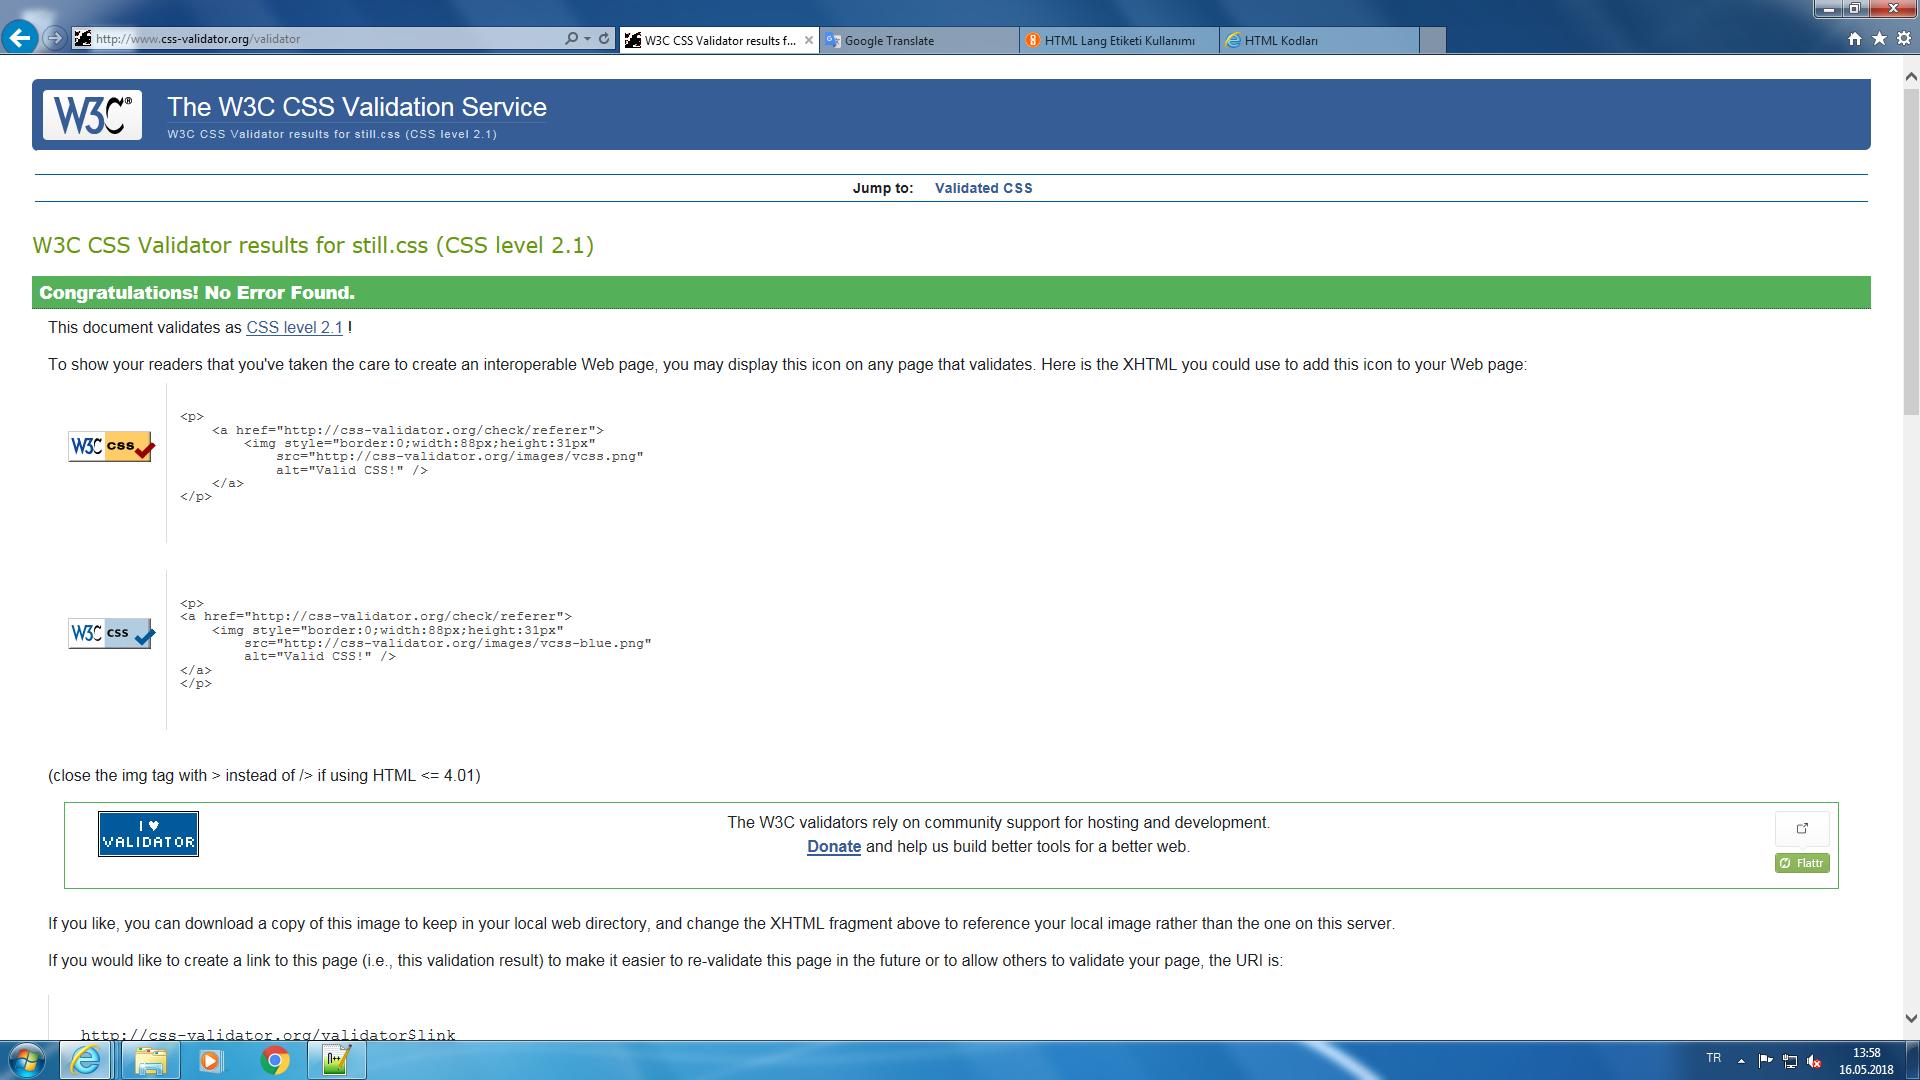 http://www.css-validator.org/validator
W3C CSS Validator results f...
Google Translate
HTML Lang Etiketi Kullanımı
HTML Kodları
W3C®
The W3C CSS Validation Service
W3C CSS Validator results for still.css (CSS level 2.1)
Jump to: Validated CSS
W3C CSS Validator results for still.css (CSS level 2.1)
Congratulations! No Error Found.
This document validates as CSS level 2.1 !
To show your readers that you've taken the care to create an interoperable Web page, you may display this icon on any page that validates. Here is the XHTML you could use to add this icon to your Web page:
W3C css
<p>
    <a href="http://css-validator.org/check/referer">
        <img style="border:0;width:88px;height:31px"
            src="http://css-validator.org/images/vcss.png"
            alt="Valid CSS!" />
    </a>
</p>
W3C css
<p>
<a href="http://css-validator.org/check/referer">
    <img style="border:0;width:88px;height:31px"
        src="http://css-validator.org/images/vcss-blue.png"
        alt="Valid CSS!" />
</a>
</p>
(close the img tag with > instead of /> if using HTML <= 4.01)
I ♥
VALIDATOR
The W3C validators rely on community support for hosting and development.
Donate and help us build better tools for a better web.
Flattr
If you like, you can download a copy of this image to keep in your local web directory, and change the XHTML fragment above to reference your local image rather than the one on this server.
If you would like to create a link to this page (i.e., this validation result) to make it easier to re-validate this page in the future or to allow others to validate your page, the URI is:
http://css-validator.org/validator$link
TR
13:58
16.05.2018